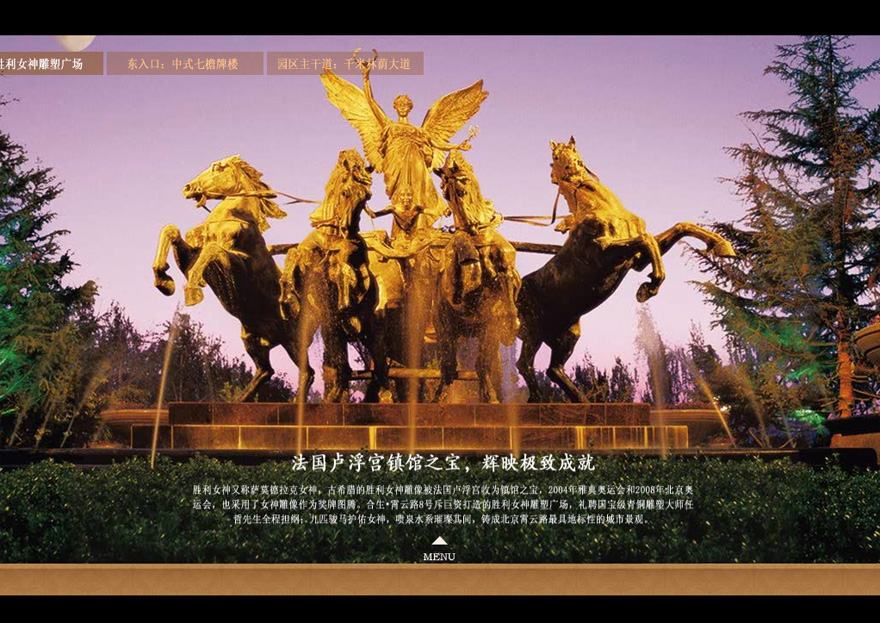 胜利女神雕塑广场
东入口：中式七檐牌楼
园区主干道：千米林荫大道
法国卢浮宫镇馆之宝，辉映极致成就
胜利女神又称萨莫德拉克女神，古希腊的胜利女神雕像被法国卢浮宫收为镇馆之宝，2004年雅典奥运会和2008年北京奥
运会，也采用了女神雕像作为奖牌图腾。合生•霄云路8号斥巨资打造的胜利女神雕塑广场，礼聘国宝级青铜雕塑大师任
哲先生全程担纲；九匹骏马护佑女神，喷泉水系璀璨其间，铸成北京霄云路最具地标性的城市景观。
MENU